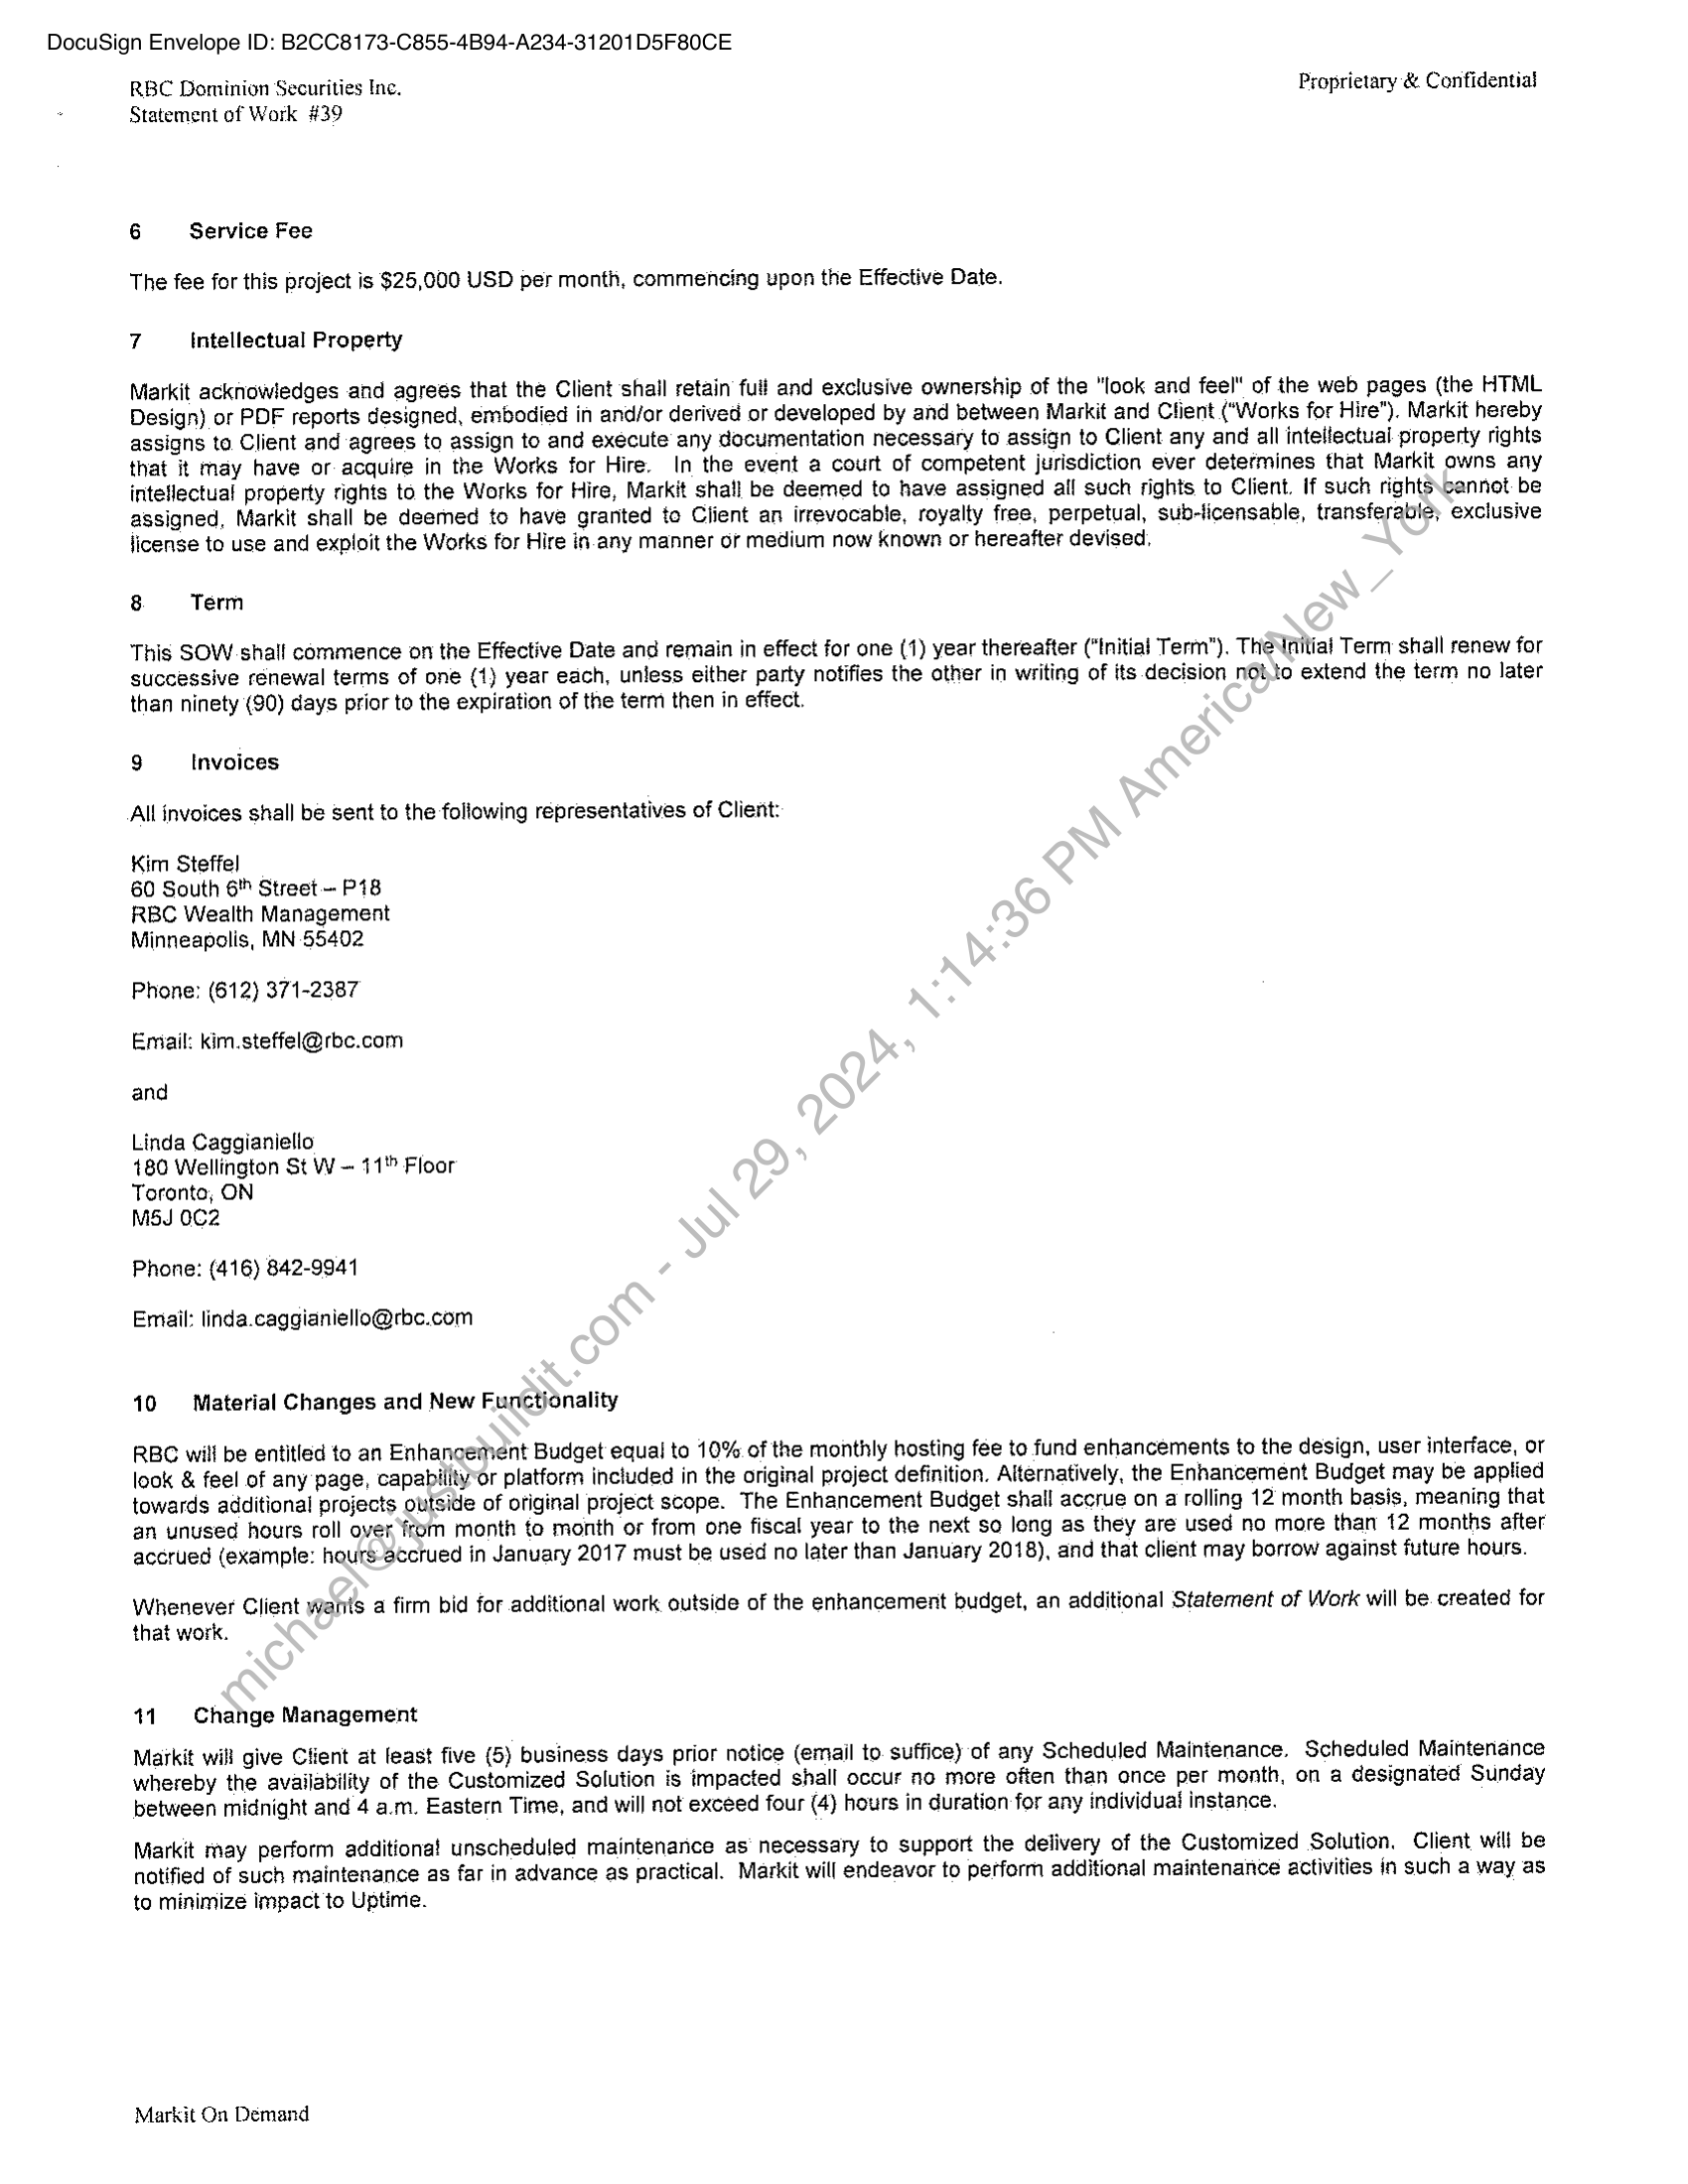 DocuSign Envelope ID: B2CC8173-C855-4B94-A234-31201D5F80CE
RBC Dominion Securities Inc.
Statement of Work #39
Proprietary & Confidential
6 Service Fee
The fee for this project is $25,000 USD per month, commencing upon the Effective Date.
7 Intellectual Property
Markit acknowledges and agrees that the Client shall retain full and exclusive ownership of the "look and feel" of the web pages (the HTML
Design) or PDF reports designed, embodied in and/or derived or developed by and between Markit and Client ("Works for Hire"). Markit hereby
assigns to Client and agrees to assign to and execute any documentation necessary to assign to Client any and all intellectual property rights
that it may have or acquire in the Works for Hire. In the event a court of competent jurisdiction ever determines that Markit owns any
intellectual property rights to the Works for Hire, Markit shall be deemed to have assigned all such rights to Client. If such rights cannot be
assigned, Markit shall be deemed to have granted to Client an irrevocable, royalty free, perpetual, sub-licensable, transferable, exclusive
license to use and exploit the Works for Hire in any manner or medium now known or hereafter devised.
8 Term
This SOW shall commence on the Effective Date and remain in effect for one (1) year thereafter ("Initial Term"). The Initial Term shall renew for
successive renewal terms of one (1) year each, unless either party notifies the other in writing of its decision not to extend the term no later
than ninety (90) days prior to the expiration of the term then in effect.
9 Invoices
All invoices shall be sent to the following representatives of Client:
Kim Steffel
60 South 6th Street – P18
RBC Wealth Management
Minneapolis, MN 55402
Phone: (612) 371-2387
Email: kim.steffel@rbc.com
and
Linda Caggianiello
180 Wellington St W – 11th Floor
Toronto, ON
M5J 0C2
Phone: (416) 842-9941
Email: linda.caggianiello@rbc.com
10 Material Changes and New Functionality
RBC will be entitled to an Enhancement Budget equal to 10% of the monthly hosting fee to fund enhancements to the design, user interface, or
look & feel of any page, capability or platform included in the original project definition. Alternatively, the Enhancement Budget may be applied
towards additional projects outside of original project scope. The Enhancement Budget shall accrue on a rolling 12 month basis, meaning that
an unused hours roll over from month to month or from one fiscal year to the next so long as they are used no more than 12 months after
accrued (example: hours accrued in January 2017 must be used no later than January 2018), and that client may borrow against future hours.
Whenever Client wants a firm bid for additional work outside of the enhancement budget, an additional Statement of Work will be created for
that work.
11 Change Management
Markit will give Client at least five (5) business days prior notice (email to suffice) of any Scheduled Maintenance. Scheduled Maintenance
whereby the availability of the Customized Solution is impacted shall occur no more often than once per month, on a designated Sunday
between midnight and 4 a.m. Eastern Time, and will not exceed four (4) hours in duration for any individual instance.
Markit may perform additional unscheduled maintenance as necessary to support the delivery of the Customized Solution. Client will be
notified of such maintenance as far in advance as practical. Markit will endeavor to perform additional maintenance activities in such a way as
to minimize impact to Uptime.
Markit On Demand
michael@justbuildit.com - Jul 29, 2024, 1:14:36 PM America/New_York